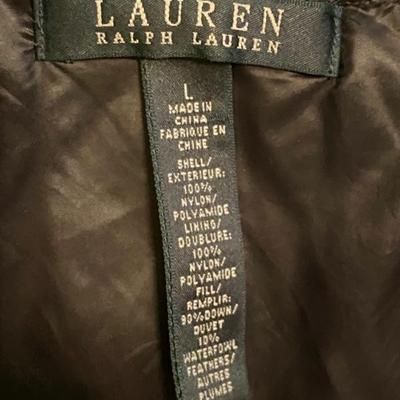 LAUREN
RALPH LAUREN
L
MADE IN
CHINA
FABRIQUE EN
CHINE
SHELL/
EXTERIEUR:
100%
NYLON/
POLYAMIDE
LINING/
DOUBLURE:
100%
NYLON/
POLYAMIDE
FILL/
REMPLIR:
90%DOWN/
DUVET
10%
WATERFOWL
FEATHERS/
AUTRES
PLUMES